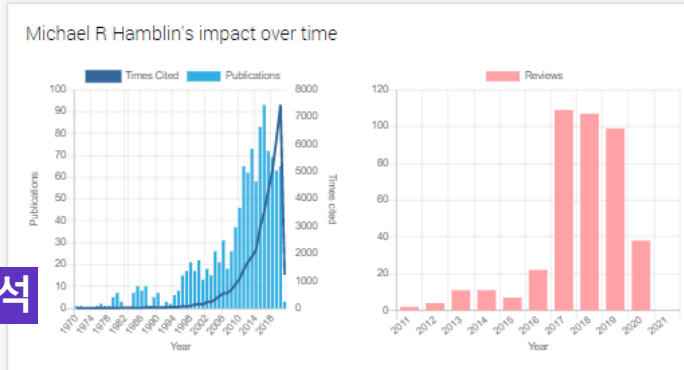 Michael R Hamblin's impact over time
Times Cited Publications
100
90
80
70
60
50
40
30
20
10
0
Publications
8000
7000
6000
5000
4000
3000
2000
1000
0
Times cited
1970 1974 1978 1982 1986 1990 1994 1998 2002 2006 2010 2014 2018
Year
Reviews
120
100
80
60
40
20
0
2011 2012 2013 2014 2015 2016 2017 2018 2019 2020 2021
Year
석